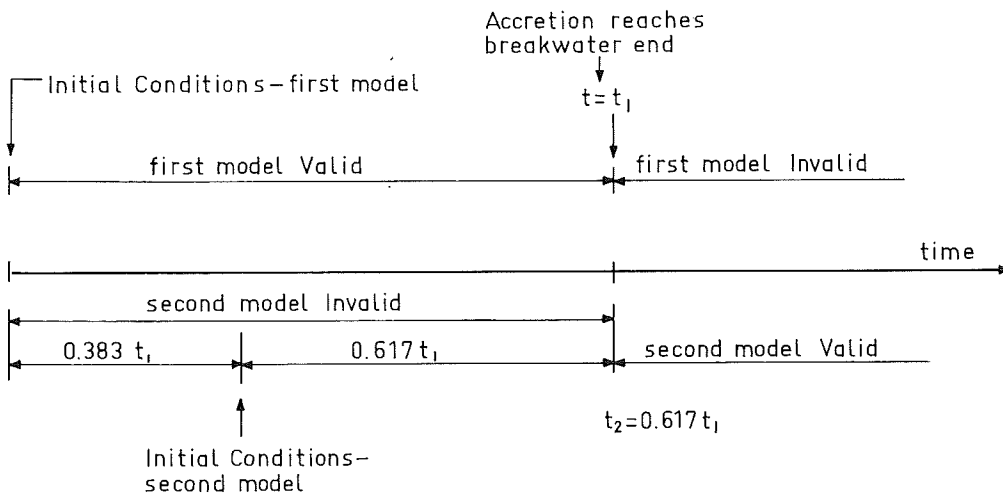 Accretion reaches
breakwater end
Initial Conditions-first model
t=t₁
first model Valid
first model Invalid
time
second model Invalid
0.383 t₁
0.617 t₁
second model Valid
t₂=0.617 t₁
Initial Conditions-
second model